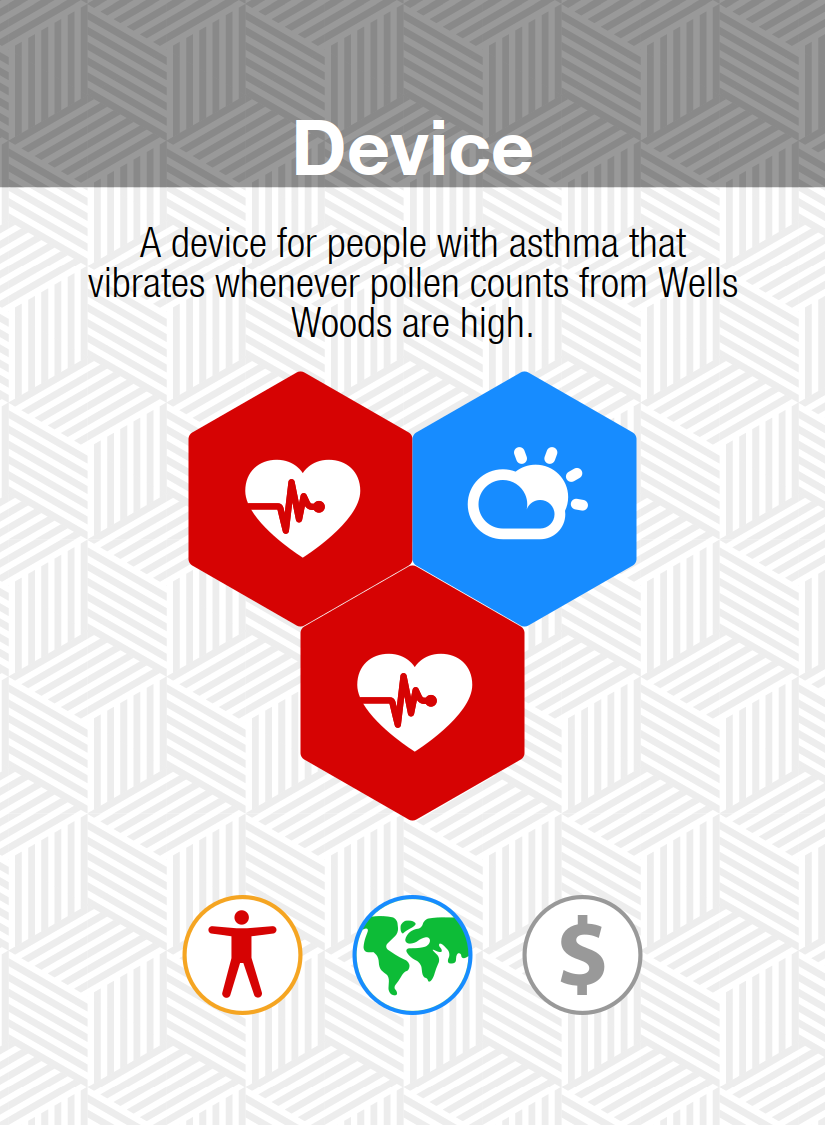 Device
A device for people with asthma that
vibrates whenever pollen counts from Wells
Woods are high.
$